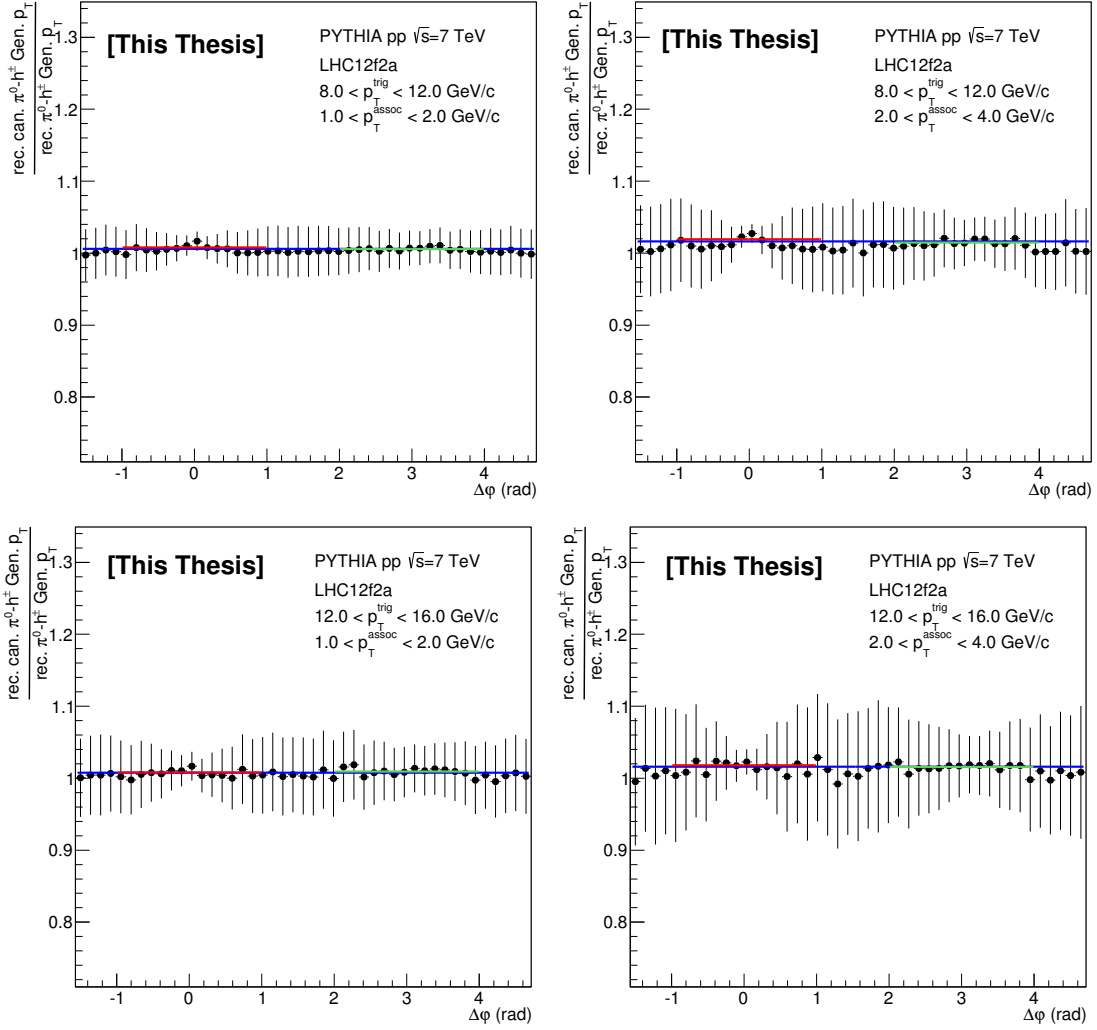 rec. can. π⁰-h± Gen. p_T
rec. π⁰-h± Gen. p_T
[This Thesis]
PYTHIA pp √s=7 TeV
LHC12f2a
8.0 < p_T^trig < 12.0 GeV/c
1.0 < p_T^assoc < 2.0 GeV/c
1.3
1.2
1.1
1
0.9
0.8
-1 0 1 2 3 4
Δφ (rad)
rec. can. π⁰-h± Gen. p_T
rec. π⁰-h± Gen. p_T
[This Thesis]
PYTHIA pp √s=7 TeV
LHC12f2a
8.0 < p_T^trig < 12.0 GeV/c
2.0 < p_T^assoc < 4.0 GeV/c
1.3
1.2
1.1
1
0.9
0.8
-1 0 1 2 3 4
Δφ (rad)
rec. can. π⁰-h± Gen. p_T
rec. π⁰-h± Gen. p_T
[This Thesis]
PYTHIA pp √s=7 TeV
LHC12f2a
12.0 < p_T^trig < 16.0 GeV/c
1.0 < p_T^assoc < 2.0 GeV/c
1.3
1.2
1.1
1
0.9
0.8
-1 0 1 2 3 4
Δφ (rad)
rec. can. π⁰-h± Gen. p_T
rec. π⁰-h± Gen. p_T
[This Thesis]
PYTHIA pp √s=7 TeV
LHC12f2a
12.0 < p_T^trig < 16.0 GeV/c
2.0 < p_T^assoc < 4.0 GeV/c
1.3
1.2
1.1
1
0.9
0.8
-1 0 1 2 3 4
Δφ (rad)